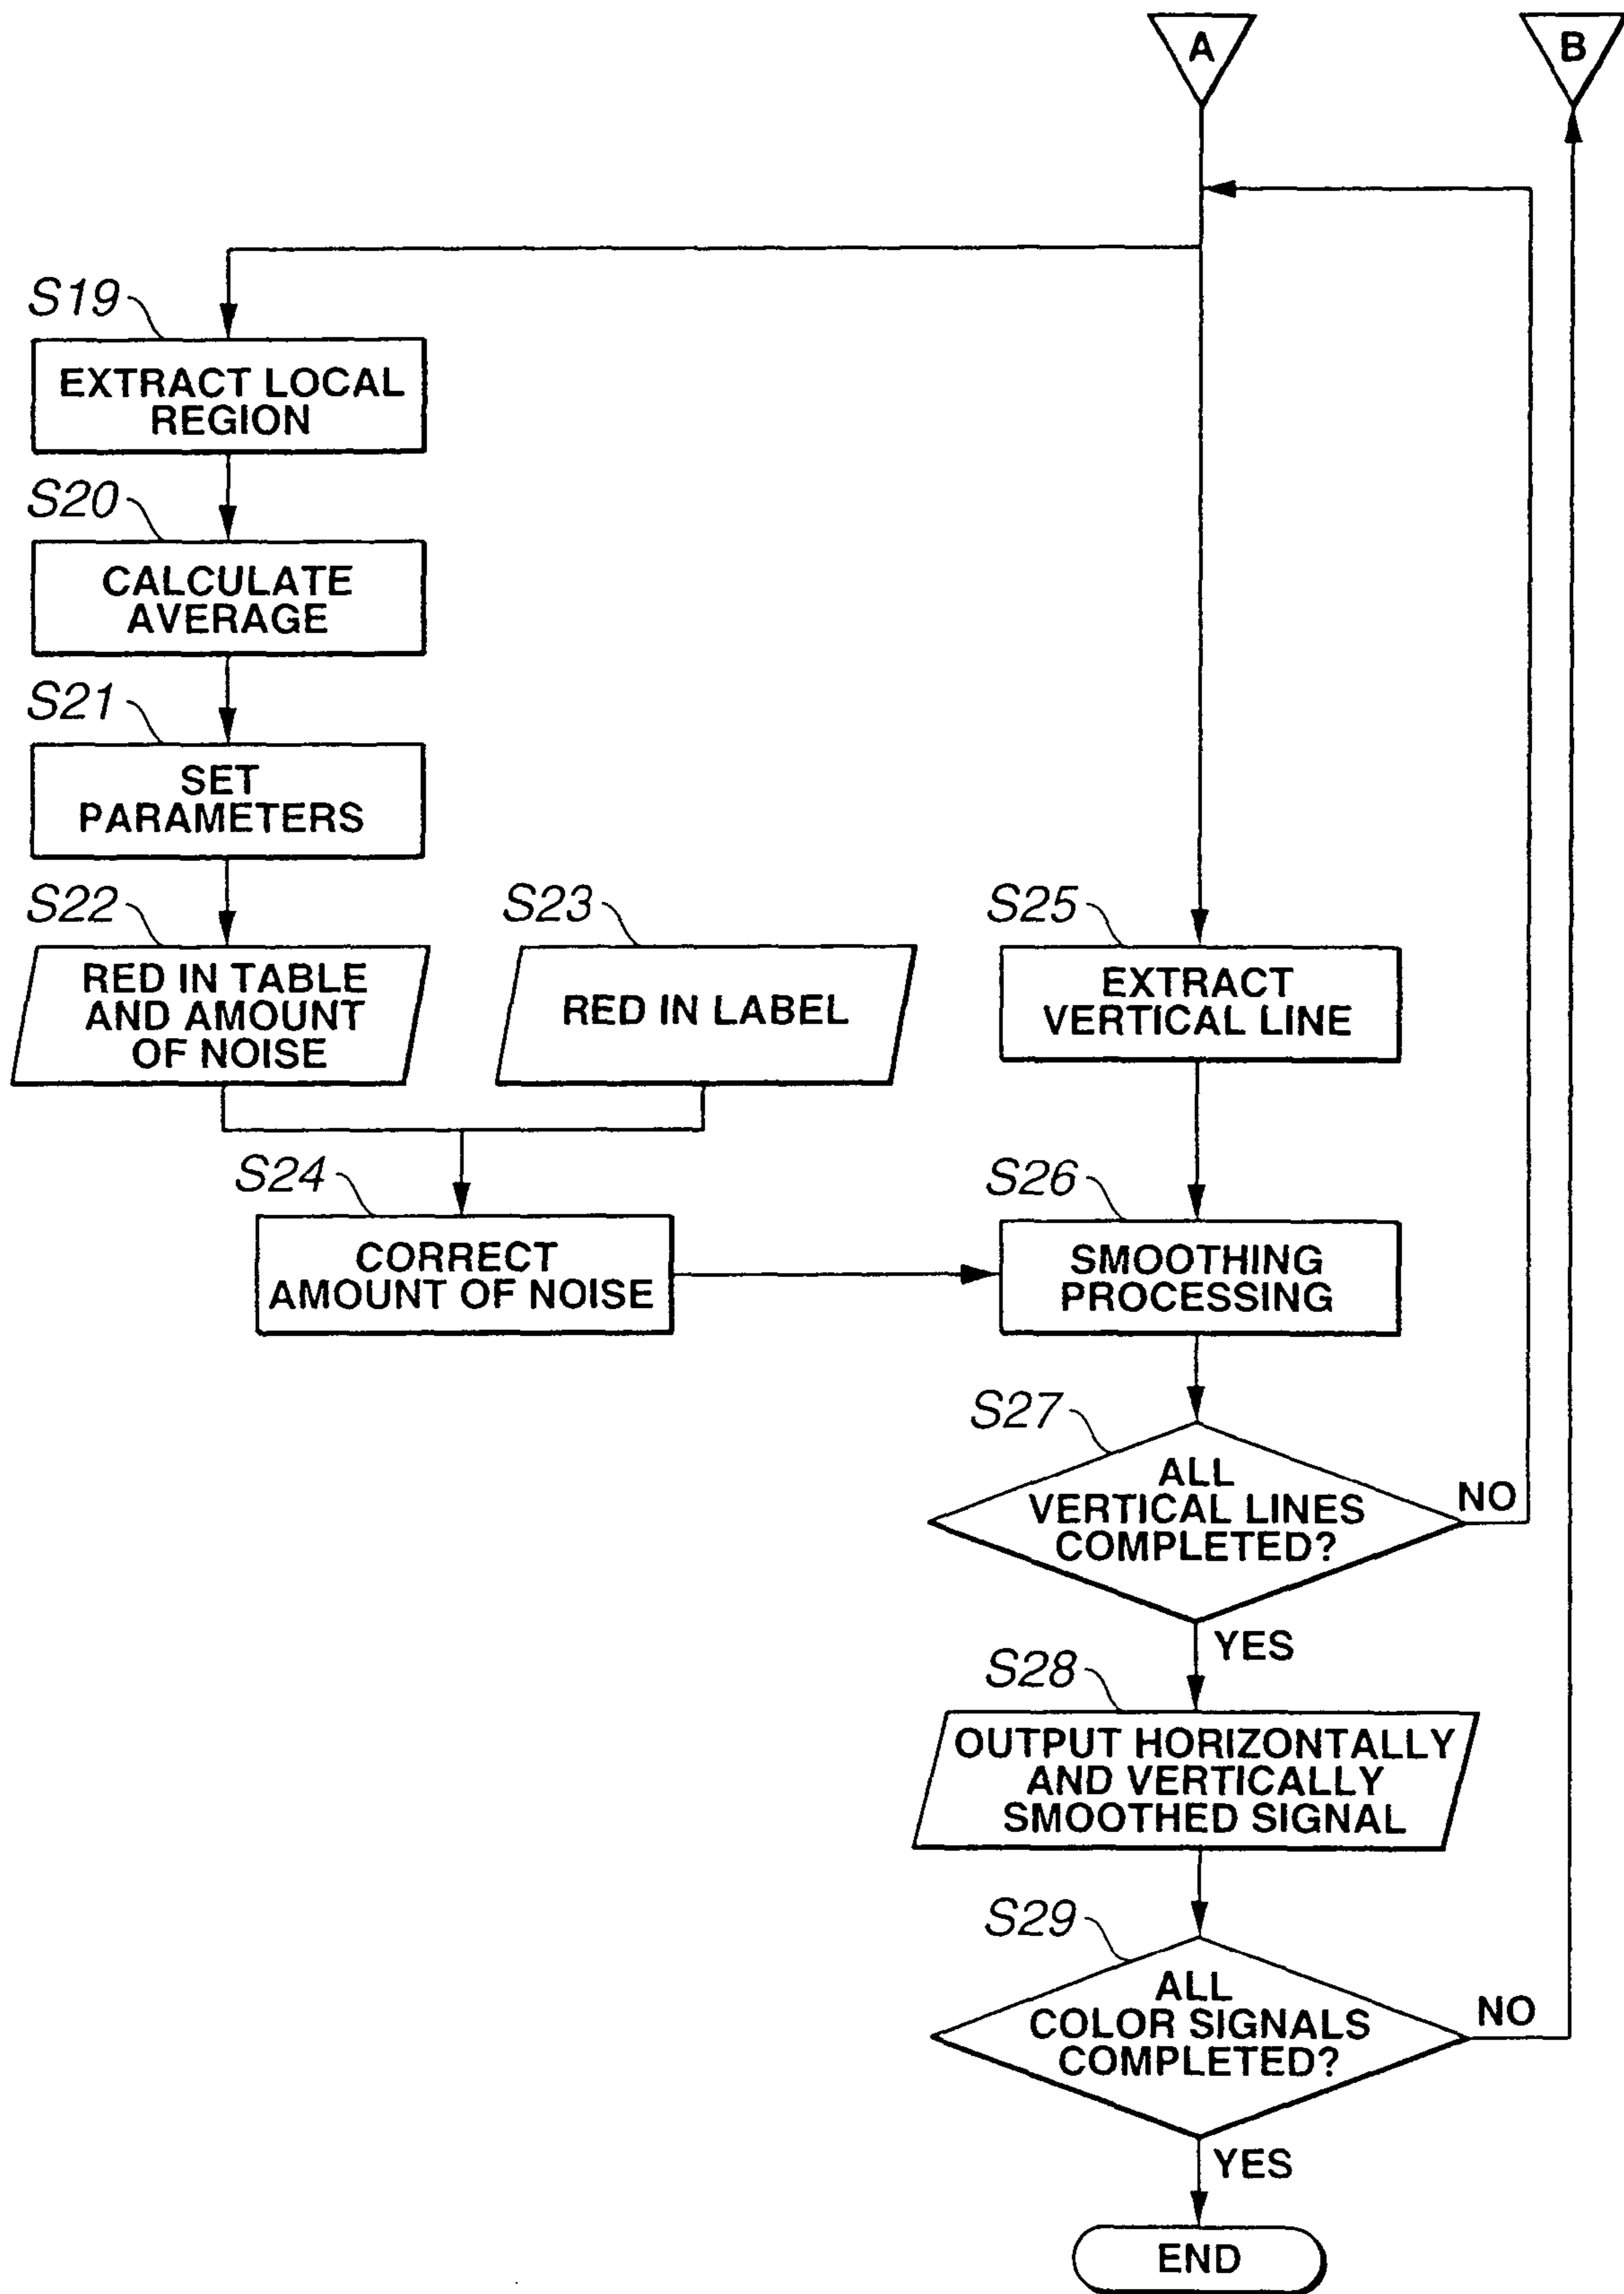 A
B
S19
EXTRACT LOCAL
REGION
S20
CALCULATE
AVERAGE
S21
SET
PARAMETERS
S22
RED IN TABLE
AND AMOUNT
OF NOISE
S23
RED IN LABEL
S24
CORRECT
AMOUNT OF NOISE
S25
EXTRACT
VERTICAL LINE
S26
SMOOTHING
PROCESSING
S27
ALL
VERTICAL LINES
COMPLETED?
NO
YES
S28
OUTPUT HORIZONTALLY
AND VERTICALLY
SMOOTHED SIGNAL
S29
ALL
COLOR SIGNALS
COMPLETED?
NO
YES
END